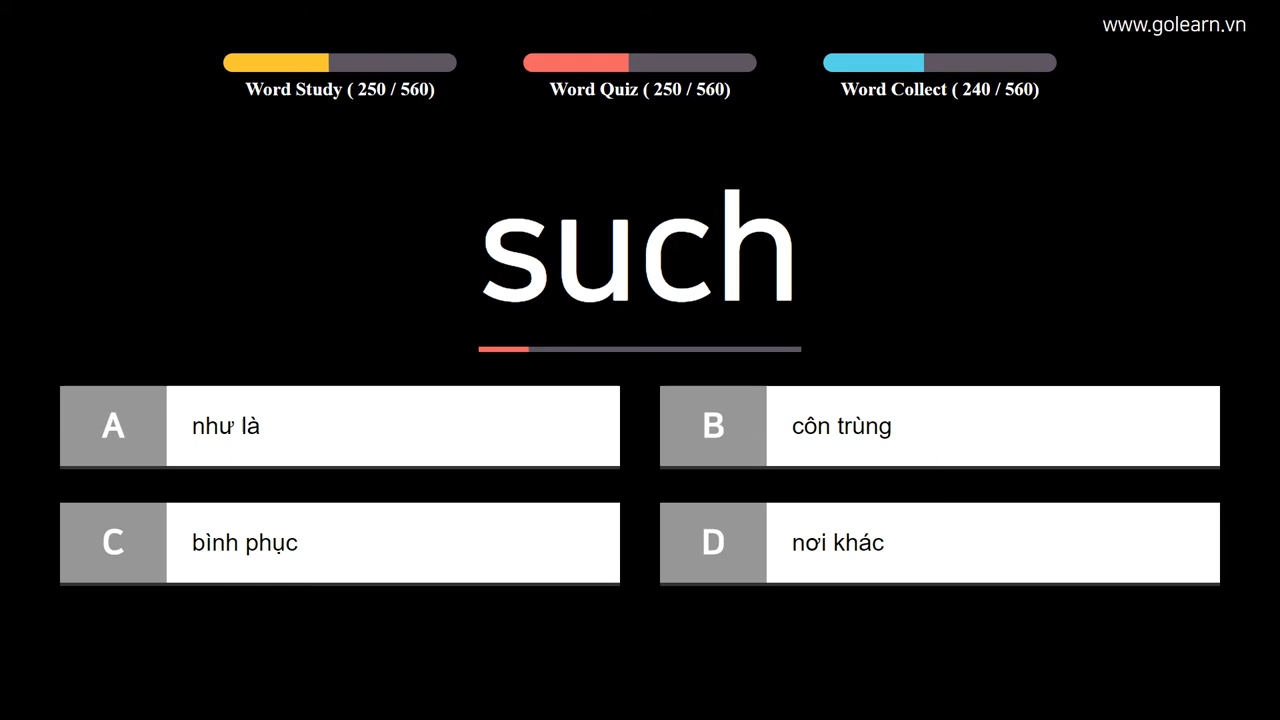 www.golearn.vn
Word Study ( 250 / 560)
Word Quiz ( 250 / 560)
Word Collect ( 240 / 560)
such
A như là
B côn trùng
C bình phục
D nơi khác